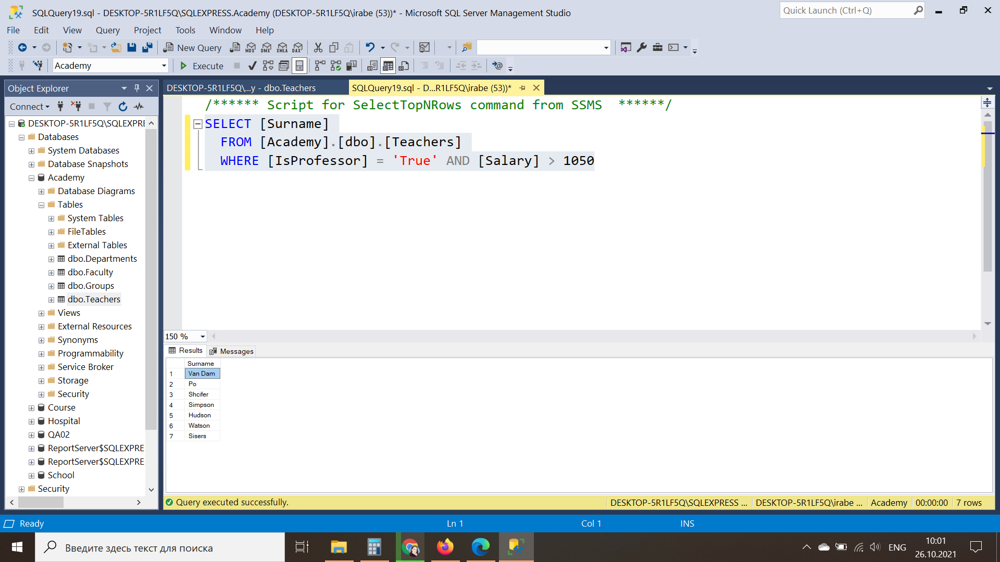 SQLQuery19.sql - DESKTOP-5R1LF5Q\SQLEXPRESS.Academy (DESKTOP-5R1LF5Q\irabe (53))* - Microsoft SQL Server Management Studio
Quick Launch (Ctrl+Q)
File Edit View Query Project Tools Window Help
New Query MDX DMX XMLA DAX
Academy Execute
Object Explorer
DESKTOP-5R1LF5Q\...y - dbo.Teachers
SQLQuery19.sql - D...R1LF5Q\irabe (53))*
Connect
DESKTOP-5R1LF5Q\SQLEXPRE
Databases
System Databases
Database Snapshots
Academy
Database Diagrams
Tables
System Tables
FileTables
External Tables
dbo.Departments
dbo.Faculty
dbo.Groups
dbo.Teachers
Views
External Resources
Synonyms
Programmability
Service Broker
Storage
Security
Course
Hospital
QA02
ReportServer$SQLEXPRE
ReportServer$SQLEXPRE
School
Security
/****** Script for SelectTopNRows command from SSMS  ******/
SELECT [Surname]
FROM [Academy].[dbo].[Teachers]
WHERE [IsProfessor] = 'True' AND [Salary] > 1050
150 %
Results Messages
Surname
1 Van Dam
2 Po
3 Shcifer
4 Simpson
5 Hudson
6 Watson
7 Sisers
Query executed successfully.
DESKTOP-5R1LF5Q\SQLEXPRESS ... DESKTOP-5R1LF5Q\irabe ... Academy 00:00:00 7 rows
Ready Ln 1 Col 1 INS
Введите здесь текст для поиска
ENG
10:01
26.10.2021